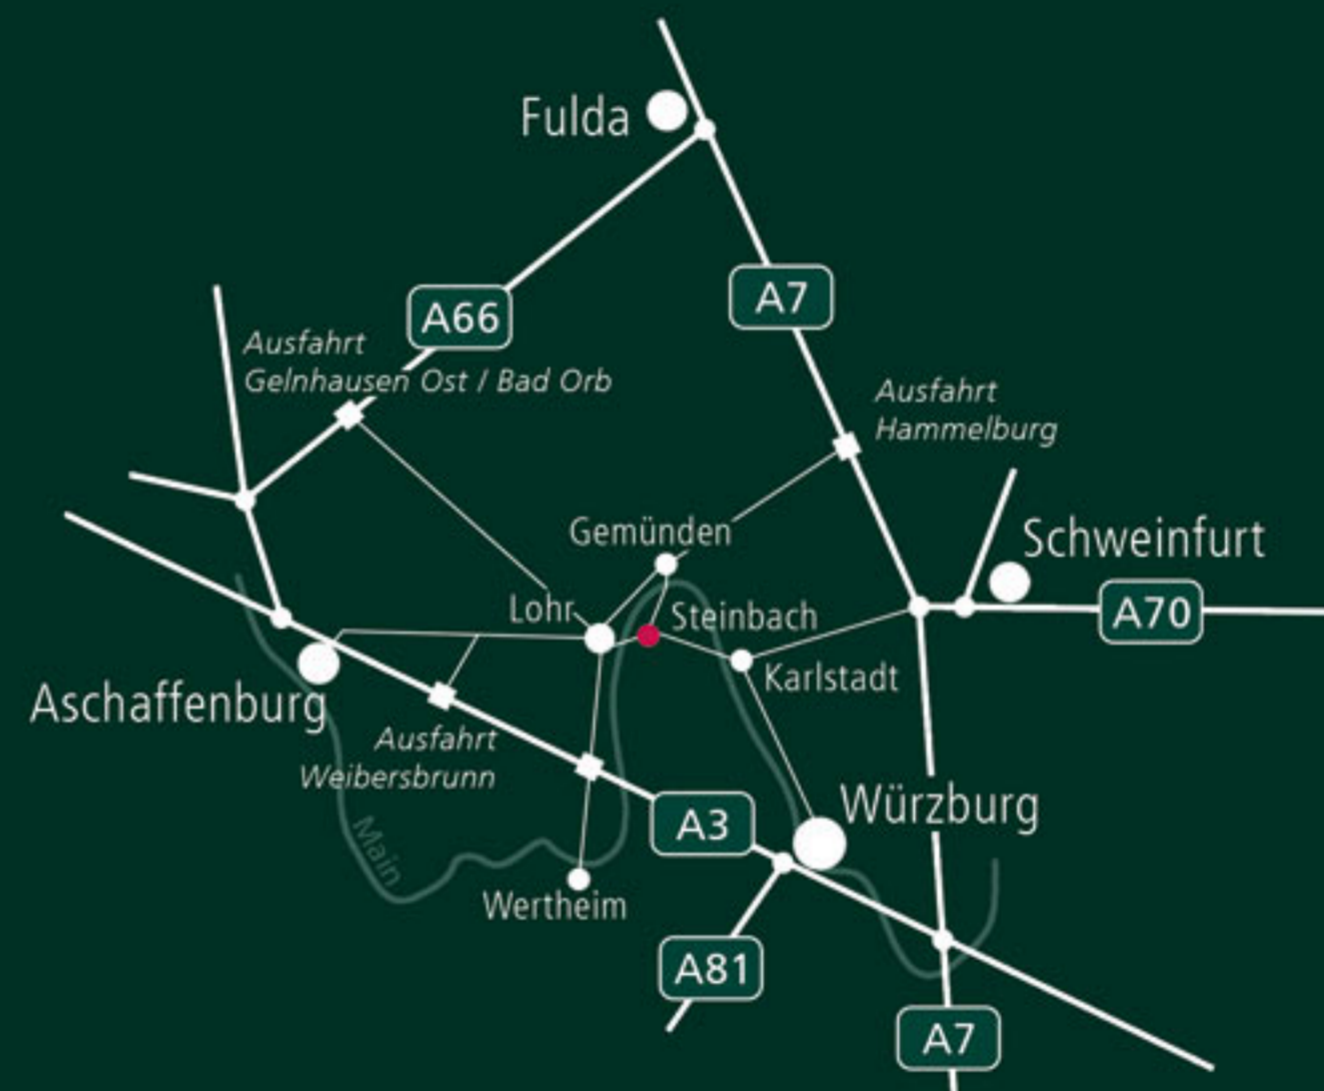 Fulda
A7
A66
Ausfahrt
Gelnhausen Ost / Bad Orb
Ausfahrt
Hammelburg
Gemünden
Schweinfurt
Lohr
Steinbach
A70
Karlstadt
Aschaffenburg
Ausfahrt
Weibersbrunn
Würzburg
A3
Main
Wertheim
A81
A7